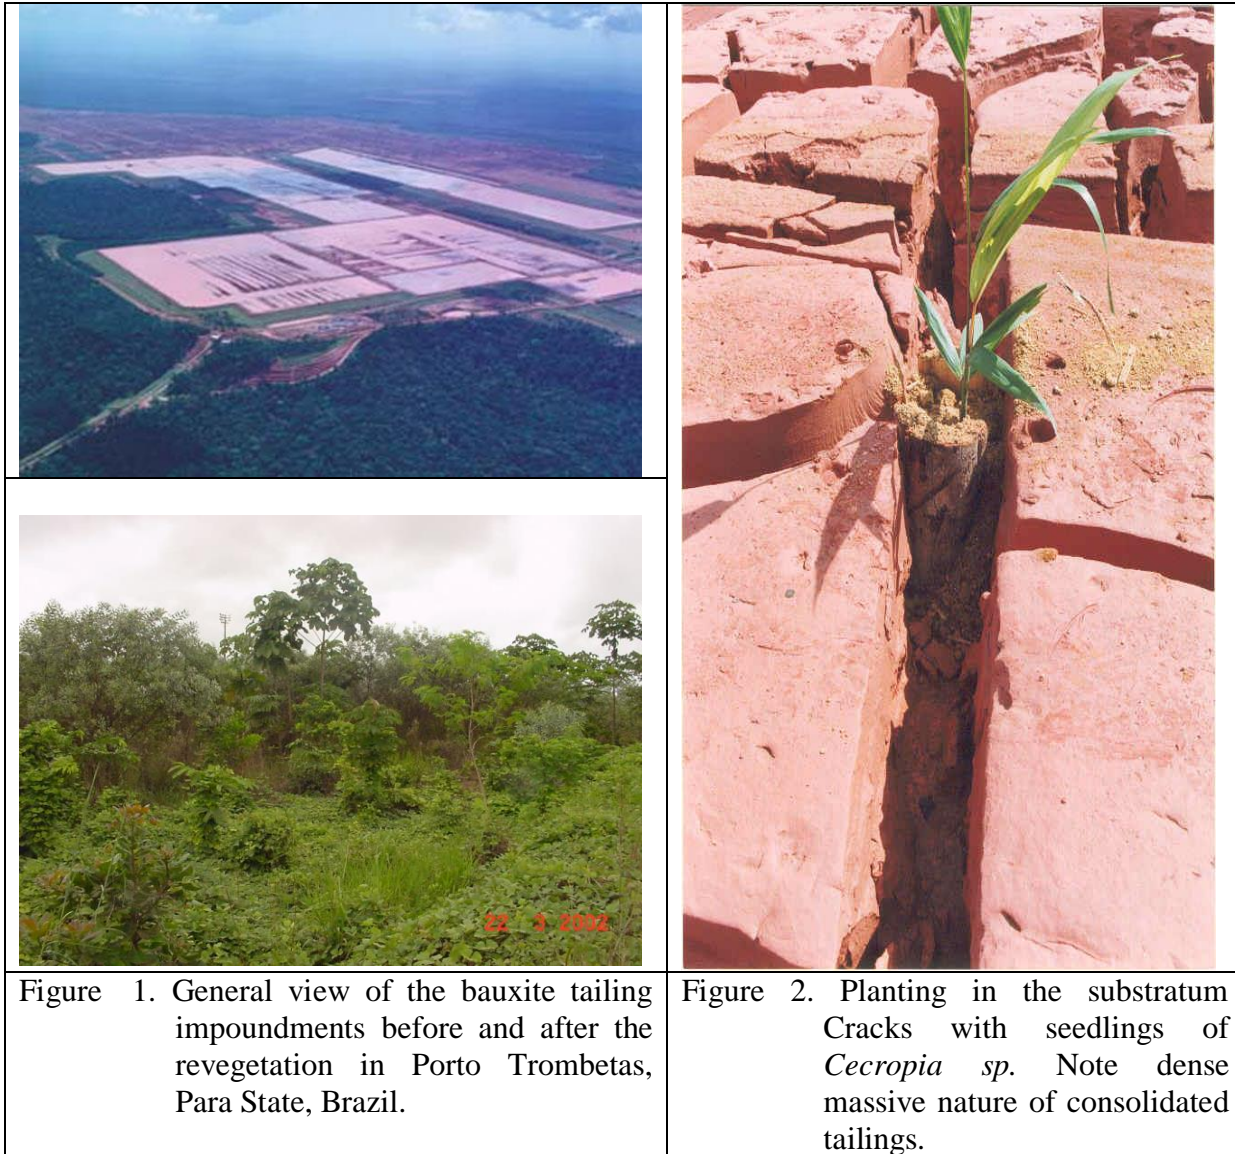 22 3 2002
Figure 1. General view of the bauxite tailing
impoundments before and after the
revegetation in Porto Trombetas,
Para State, Brazil.
Figure 2. Planting in the substratum
Cracks with seedlings of
Cecropia sp. Note dense
massive nature of consolidated
tailings.